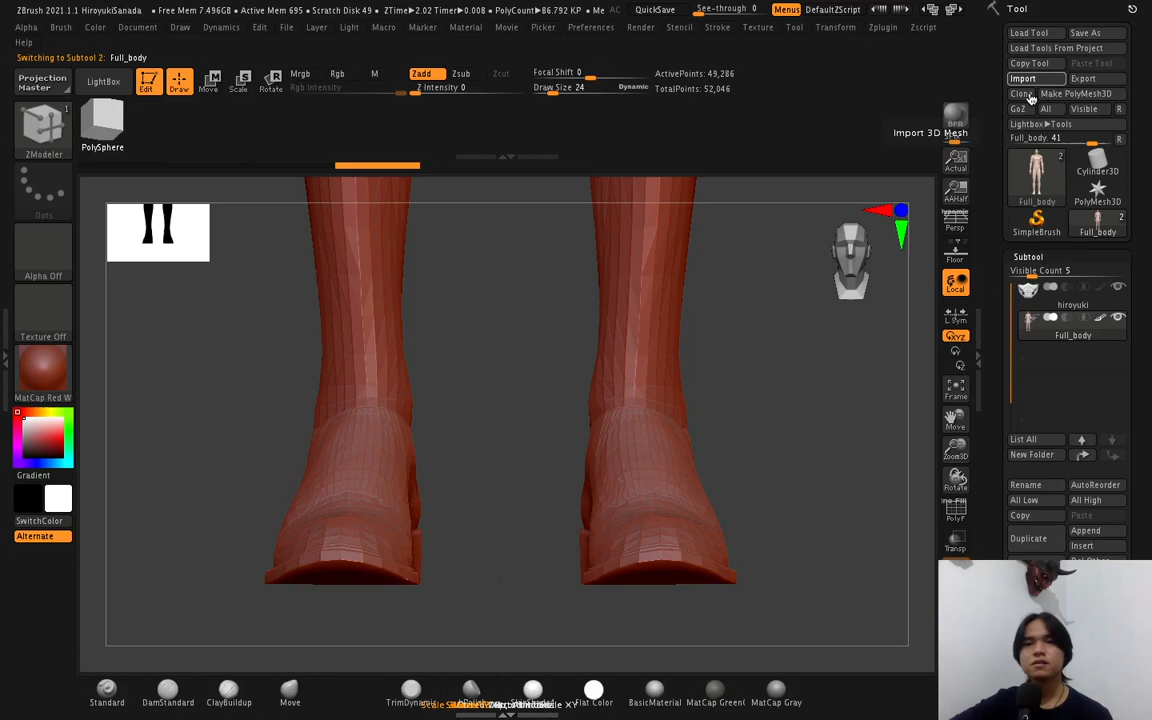 ZBrush 2021.1.1 HiroyukiSanada • Free Mem 7.496GB • Active Mem 695 • Scratch Disk 49 • ZTime▸2.02 Timer▸0.008 • PolyCount▸86.792 KP • Me
AC QuickSave See-through 0 Menus DefaultZScript
Tool
Alpha Brush Color Document Draw Dynamics Edit File Layer Light Macro Marker Material Movie Picker Preferences Render Stencil Stroke Texture Tool Transform Zplugin Zscript
Help
Load Tool Save As
Load Tools From Project
Switching to Subtool 2: Full_body
Copy Tool Paste Tool
Projection Master
LightBox
Edit
Draw
Move
Scale
Rotate
Mrgb Rgb M
Rgb Intensity 0
Zadd Zsub Zcut
Z Intensity 0
Focal Shift 0
Draw Size 24 Dynamic
ActivePoints: 49,286
TotalPoints: 52,046
Import Export
Clone Make PolyMesh3D
GoZ All Visible R
Lightbox▸Tools
Full_body. 41 R
2
Full_body
Cylinder3D
PolyMesh3D
SimpleBrush
2
Full_body
Import 3D Mesh
1
ZModeler
PolySphere
Dots
Alpha Off
Texture Off
MatCap Red W
Gradient
SwitchColor
Alternate
BPR
Actual
AAHalf
Dynamic
Persp
Floor
Local
L.Sym
XYZ
Frame
Move
Zoom3D
Rotate
PolyF
Transp
Subtool
Visible Count 5
hiroyuki
Full_body
List All
New Folder
Rename AutoReorder
All Low All High
Copy Paste
Duplicate
Append
Insert
Standard
DamStandard
ClayBuildup
Move
TrimDynamic
Flat Color
BasicMaterial
MatCap Green
MatCap Gray